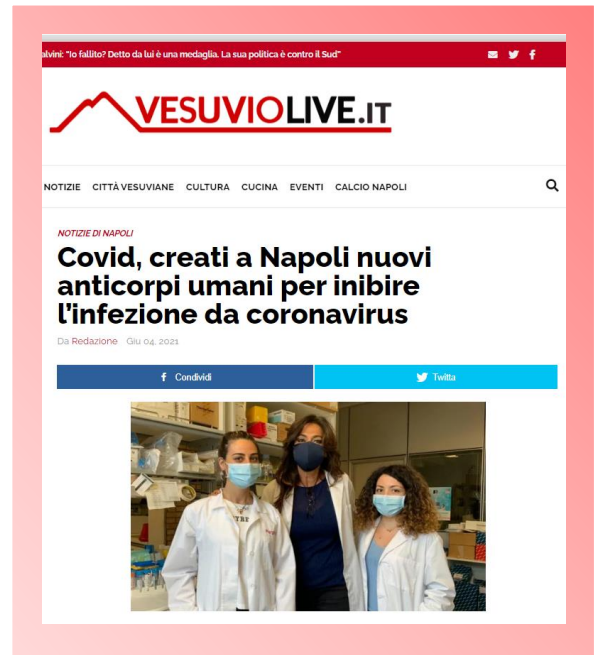 alvini: "Io fallito? Detto da lui è una medaglia. La sua politica è contro il Sud"
VESUVIOLIVE.IT
NOTIZIE CITTÀ VESUVIANE CULTURA CUCINA EVENTI CALCIO NAPOLI
NOTIZIE DI NAPOLI
Covid, creati a Napoli nuovi
anticorpi umani per inibire
l'infezione da coronavirus
Da Redazione Giu 04, 2021
Condividi Twitta